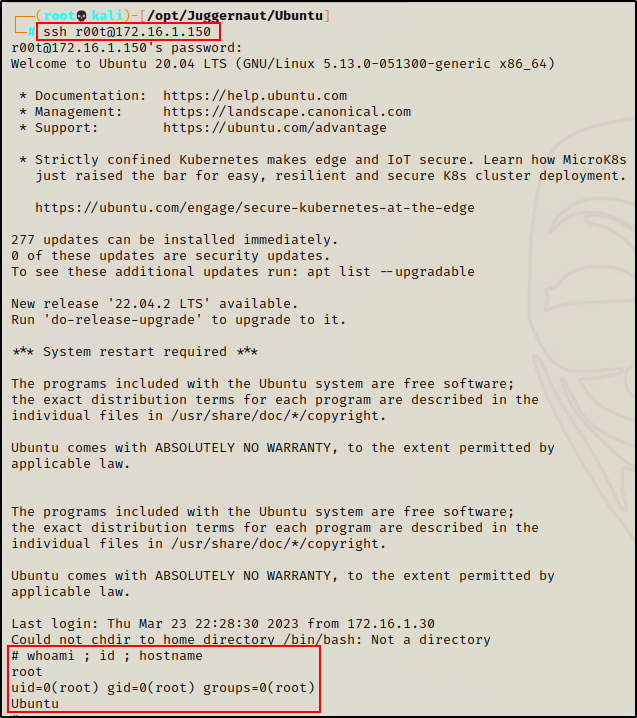 (root💀kali)-[/opt/Juggernaut/Ubuntu]
# ssh r00t@172.16.1.150
r00t@172.16.1.150's password:
Welcome to Ubuntu 20.04 LTS (GNU/Linux 5.13.0-051300-generic x86_64)

 * Documentation:  https://help.ubuntu.com
 * Management:     https://landscape.canonical.com
 * Support:        https://ubuntu.com/advantage

 * Strictly confined Kubernetes makes edge and IoT secure. Learn how MicroK8s
   just raised the bar for easy, resilient and secure K8s cluster deployment.

   https://ubuntu.com/engage/secure-kubernetes-at-the-edge

277 updates can be installed immediately.
0 of these updates are security updates.
To see these additional updates run: apt list --upgradable

New release '22.04.2 LTS' available.
Run 'do-release-upgrade' to upgrade to it.

*** System restart required ***

The programs included with the Ubuntu system are free software;
the exact distribution terms for each program are described in the
individual files in /usr/share/doc/*/copyright.

Ubuntu comes with ABSOLUTELY NO WARRANTY, to the extent permitted by
applicable law.


The programs included with the Ubuntu system are free software;
the exact distribution terms for each program are described in the
individual files in /usr/share/doc/*/copyright.

Ubuntu comes with ABSOLUTELY NO WARRANTY, to the extent permitted by
applicable law.

Last login: Thu Mar 23 22:28:30 2023 from 172.16.1.30
Could not chdir to home directory /bin/bash: Not a directory
# whoami ; id ; hostname
root
uid=0(root) gid=0(root) groups=0(root)
Ubuntu